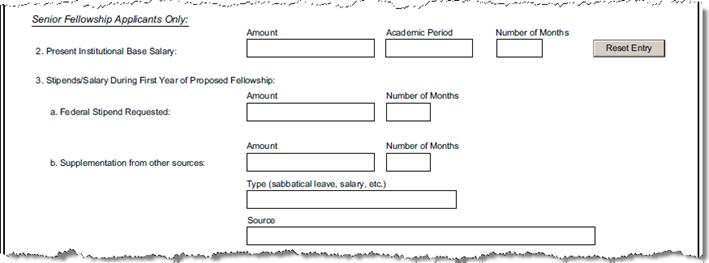 Senior Fellowship Applicants Only:
Amount Academic Period Number of Months
2. Present Institutional Base Salary: Reset Entry
3. Stipends/Salary During First Year of Proposed Fellowship:
Amount Number of Months
a. Federal Stipend Requested:
Amount Number of Months
b. Supplementation from other sources:
Type (sabbatical leave, salary, etc.)
Source